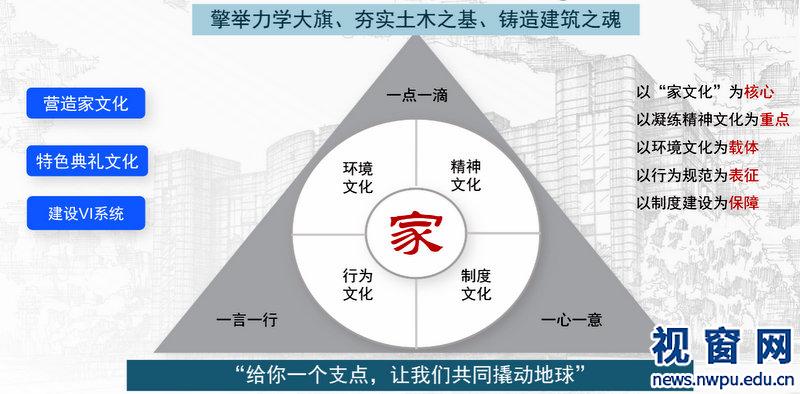 擎举力学大旗、夯实土木之基、铸造建筑之魂
营造家文化
特色典礼文化
建设VI系统
一点一滴
环境
文化
精神
文化
家
行为
文化
制度
文化
一言一行
一心一意
以“家文化”为核心
以凝练精神文化为重点
以环境文化为载体
以行为规范为表征
以制度建设为保障
“给你一个支点，让我们共同撬动地球”
视窗网
news.nwpu.edu.cn